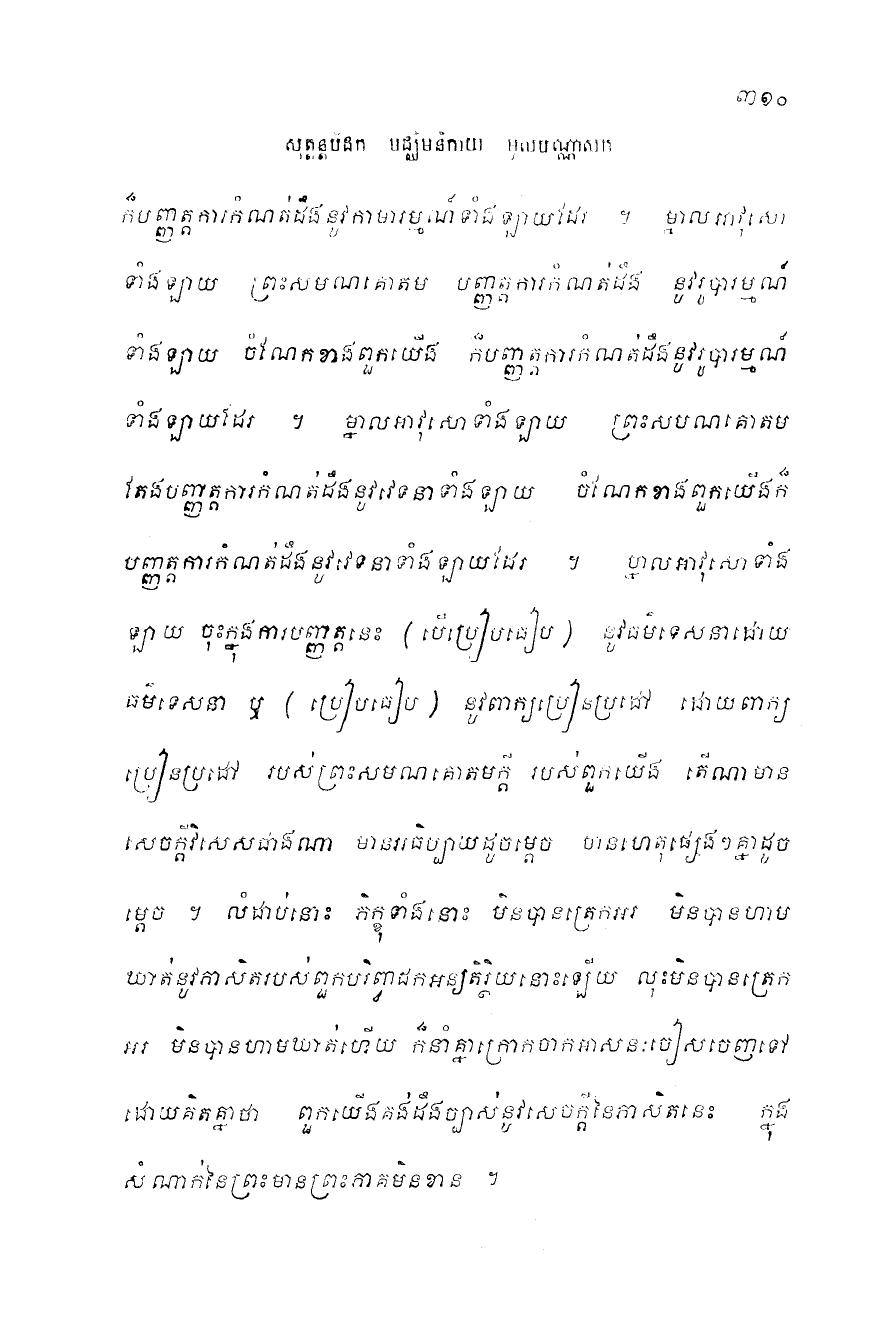 ៣១០
សុត្តន្តបិដក មជ្ឈិមនិកាយ មូលបណ្ណាសក
ក៏បញ្ញត្តការកំណត់ដឹងនូវកាមារម្មណ៍ទាំងឡាយដែរ ។ ម្នាលអាវុសោ
ទាំងឡាយ ព្រះសមណគោតម បញ្ញត្តការកំណត់ដឹង នូវរូបារម្មណ៍
ទាំងឡាយ ចំណែកខាងពួកយើង ក៏បញ្ញត្តការកំណត់ដឹងនូវរូបារម្មណ៍
ទាំងឡាយដែរ ។ ម្នាលអាវុសោទាំងឡាយ ព្រះសមណគោតម
តែងបញ្ញត្តការកំណត់ដឹងនូវវេទនាទាំងឡាយ ចំណែកខាងពួកយើងក៏
បញ្ញត្តការកំណត់ដឹងនូវវេទនាទាំងឡាយដែរ ។ ម្នាលអាវុសោទាំង
ឡាយ ចុះក្នុងការបញ្ញត្តនេះ (បើប្រៀបធៀប) នូវធម៌ទេសនាដោយ
ធម៌ទេសនា ឬ (ប្រៀបធៀប) នូវពាក្យប្រៀនប្រដៅ ដោយពាក្យ
ប្រៀនប្រដៅ របស់ព្រះសមណគោតមក្តី របស់ពួកយើង តើណាមាន
សេចក្តីវិសេសជាងណា មានអធិប្បាយដូចម្តេច មានហេតុផ្សេងៗគ្នាដូច
ម្តេច ។ លំដាប់នោះ ភិក្ខុទាំងនោះ មិនបានត្រេកអរ មិនបានហាម
ឃាត់នូវភាសិតរបស់ពួកបរិព្វាជកអន្យតិរ្ថិយនោះឡើយ លុះមិនបានត្រេក
អរ មិនបានហាមឃាត់ហើយ ក៏នាំគ្នាក្រោកចាកអាសនៈចៀសចេញទៅ
ដោយគិតគ្នាថា ពួកយើងគង់ដឹងច្បាស់នូវសេចក្តីនៃភាសិតនេះ ក្នុង
សំណាក់នៃព្រះមានព្រះភាគមិនខាន ។